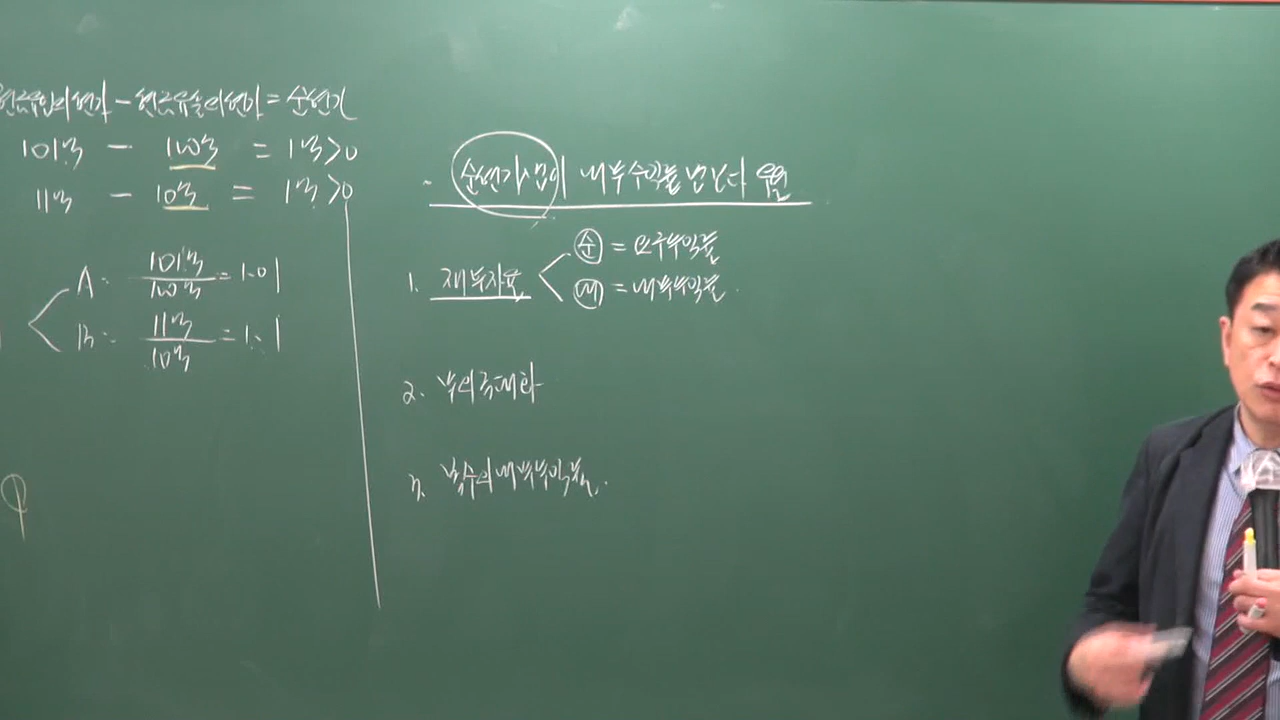 현금유입의현가 - 현금유출의현가 = 순현가
101억 - 100억 = 1억>0
11억 - 10억 = 1억>0
A. 101억/100억 = 1.01
B. 11억/10억 = 1.1
순현가법이 내부수익률법보다 우월
1. 재투자율
순 = 요구수익률
내 = 내부수익률.
2. 부의극대화
3. 복수의내부수익률.